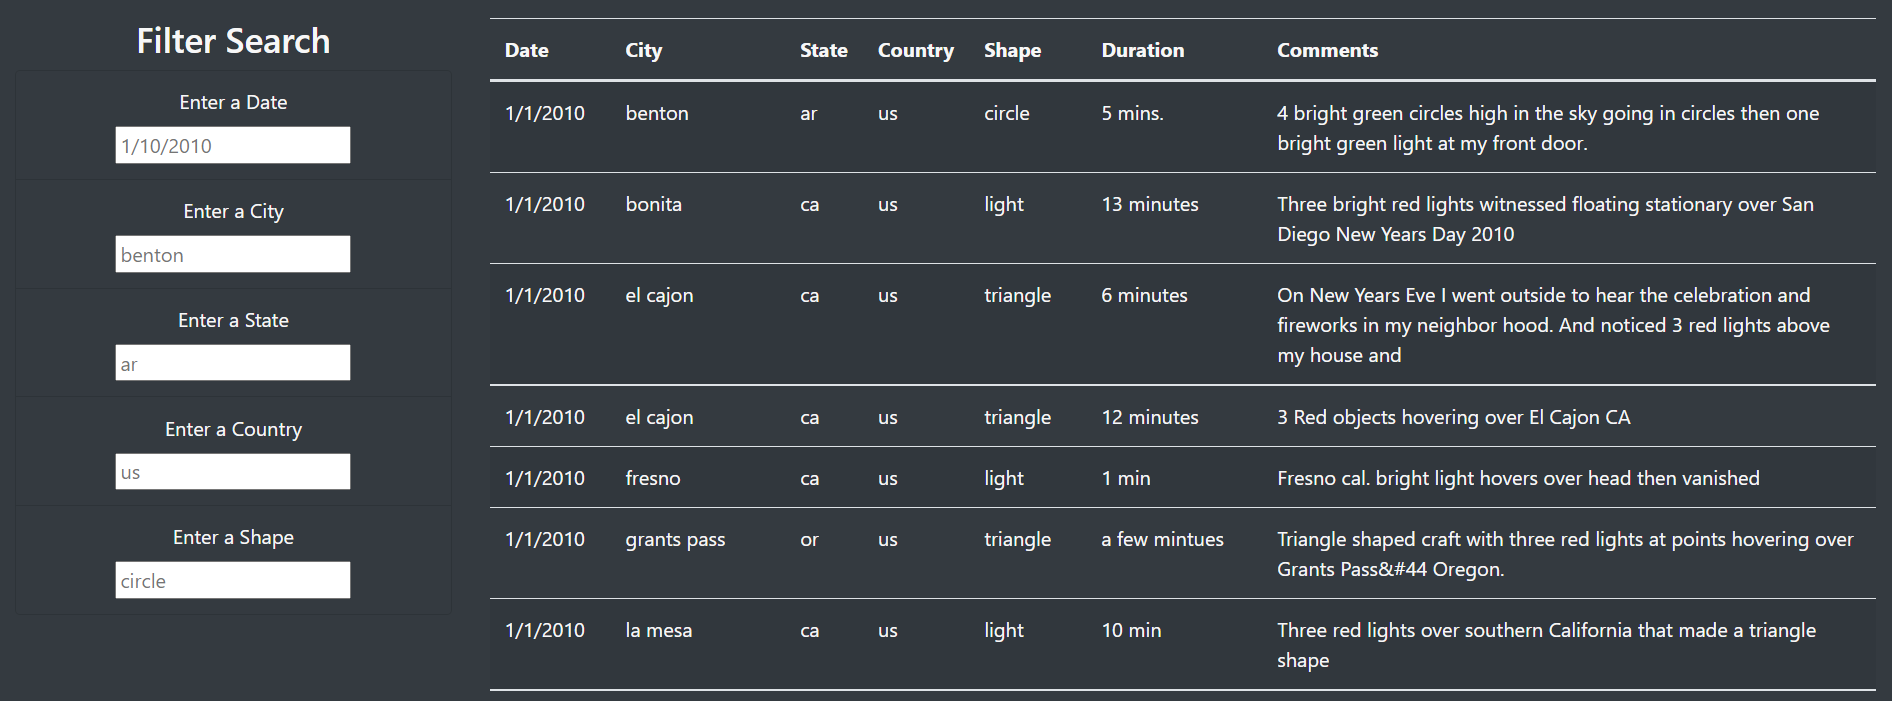 Filter Search
Enter a Date
1/10/2010
Enter a City
benton
Enter a State
ar
Enter a Country
us
Enter a Shape
circle
Date City State Country Shape Duration Comments
1/1/2010 benton ar us circle 5 mins. 4 bright green circles high in the sky going in circles then one
bright green light at my front door.
1/1/2010 bonita ca us light 13 minutes Three bright red lights witnessed floating stationary over San
Diego New Years Day 2010
1/1/2010 el cajon ca us triangle 6 minutes On New Years Eve I went outside to hear the celebration and
fireworks in my neighbor hood. And noticed 3 red lights above
my house and
1/1/2010 el cajon ca us triangle 12 minutes 3 Red objects hovering over El Cajon CA
1/1/2010 fresno ca us light 1 min Fresno cal. bright light hovers over head then vanished
1/1/2010 grants pass or us triangle a few mintues Triangle shaped craft with three red lights at points hovering over
Grants Pass&#44 Oregon.
1/1/2010 la mesa ca us light 10 min Three red lights over southern California that made a triangle
shape